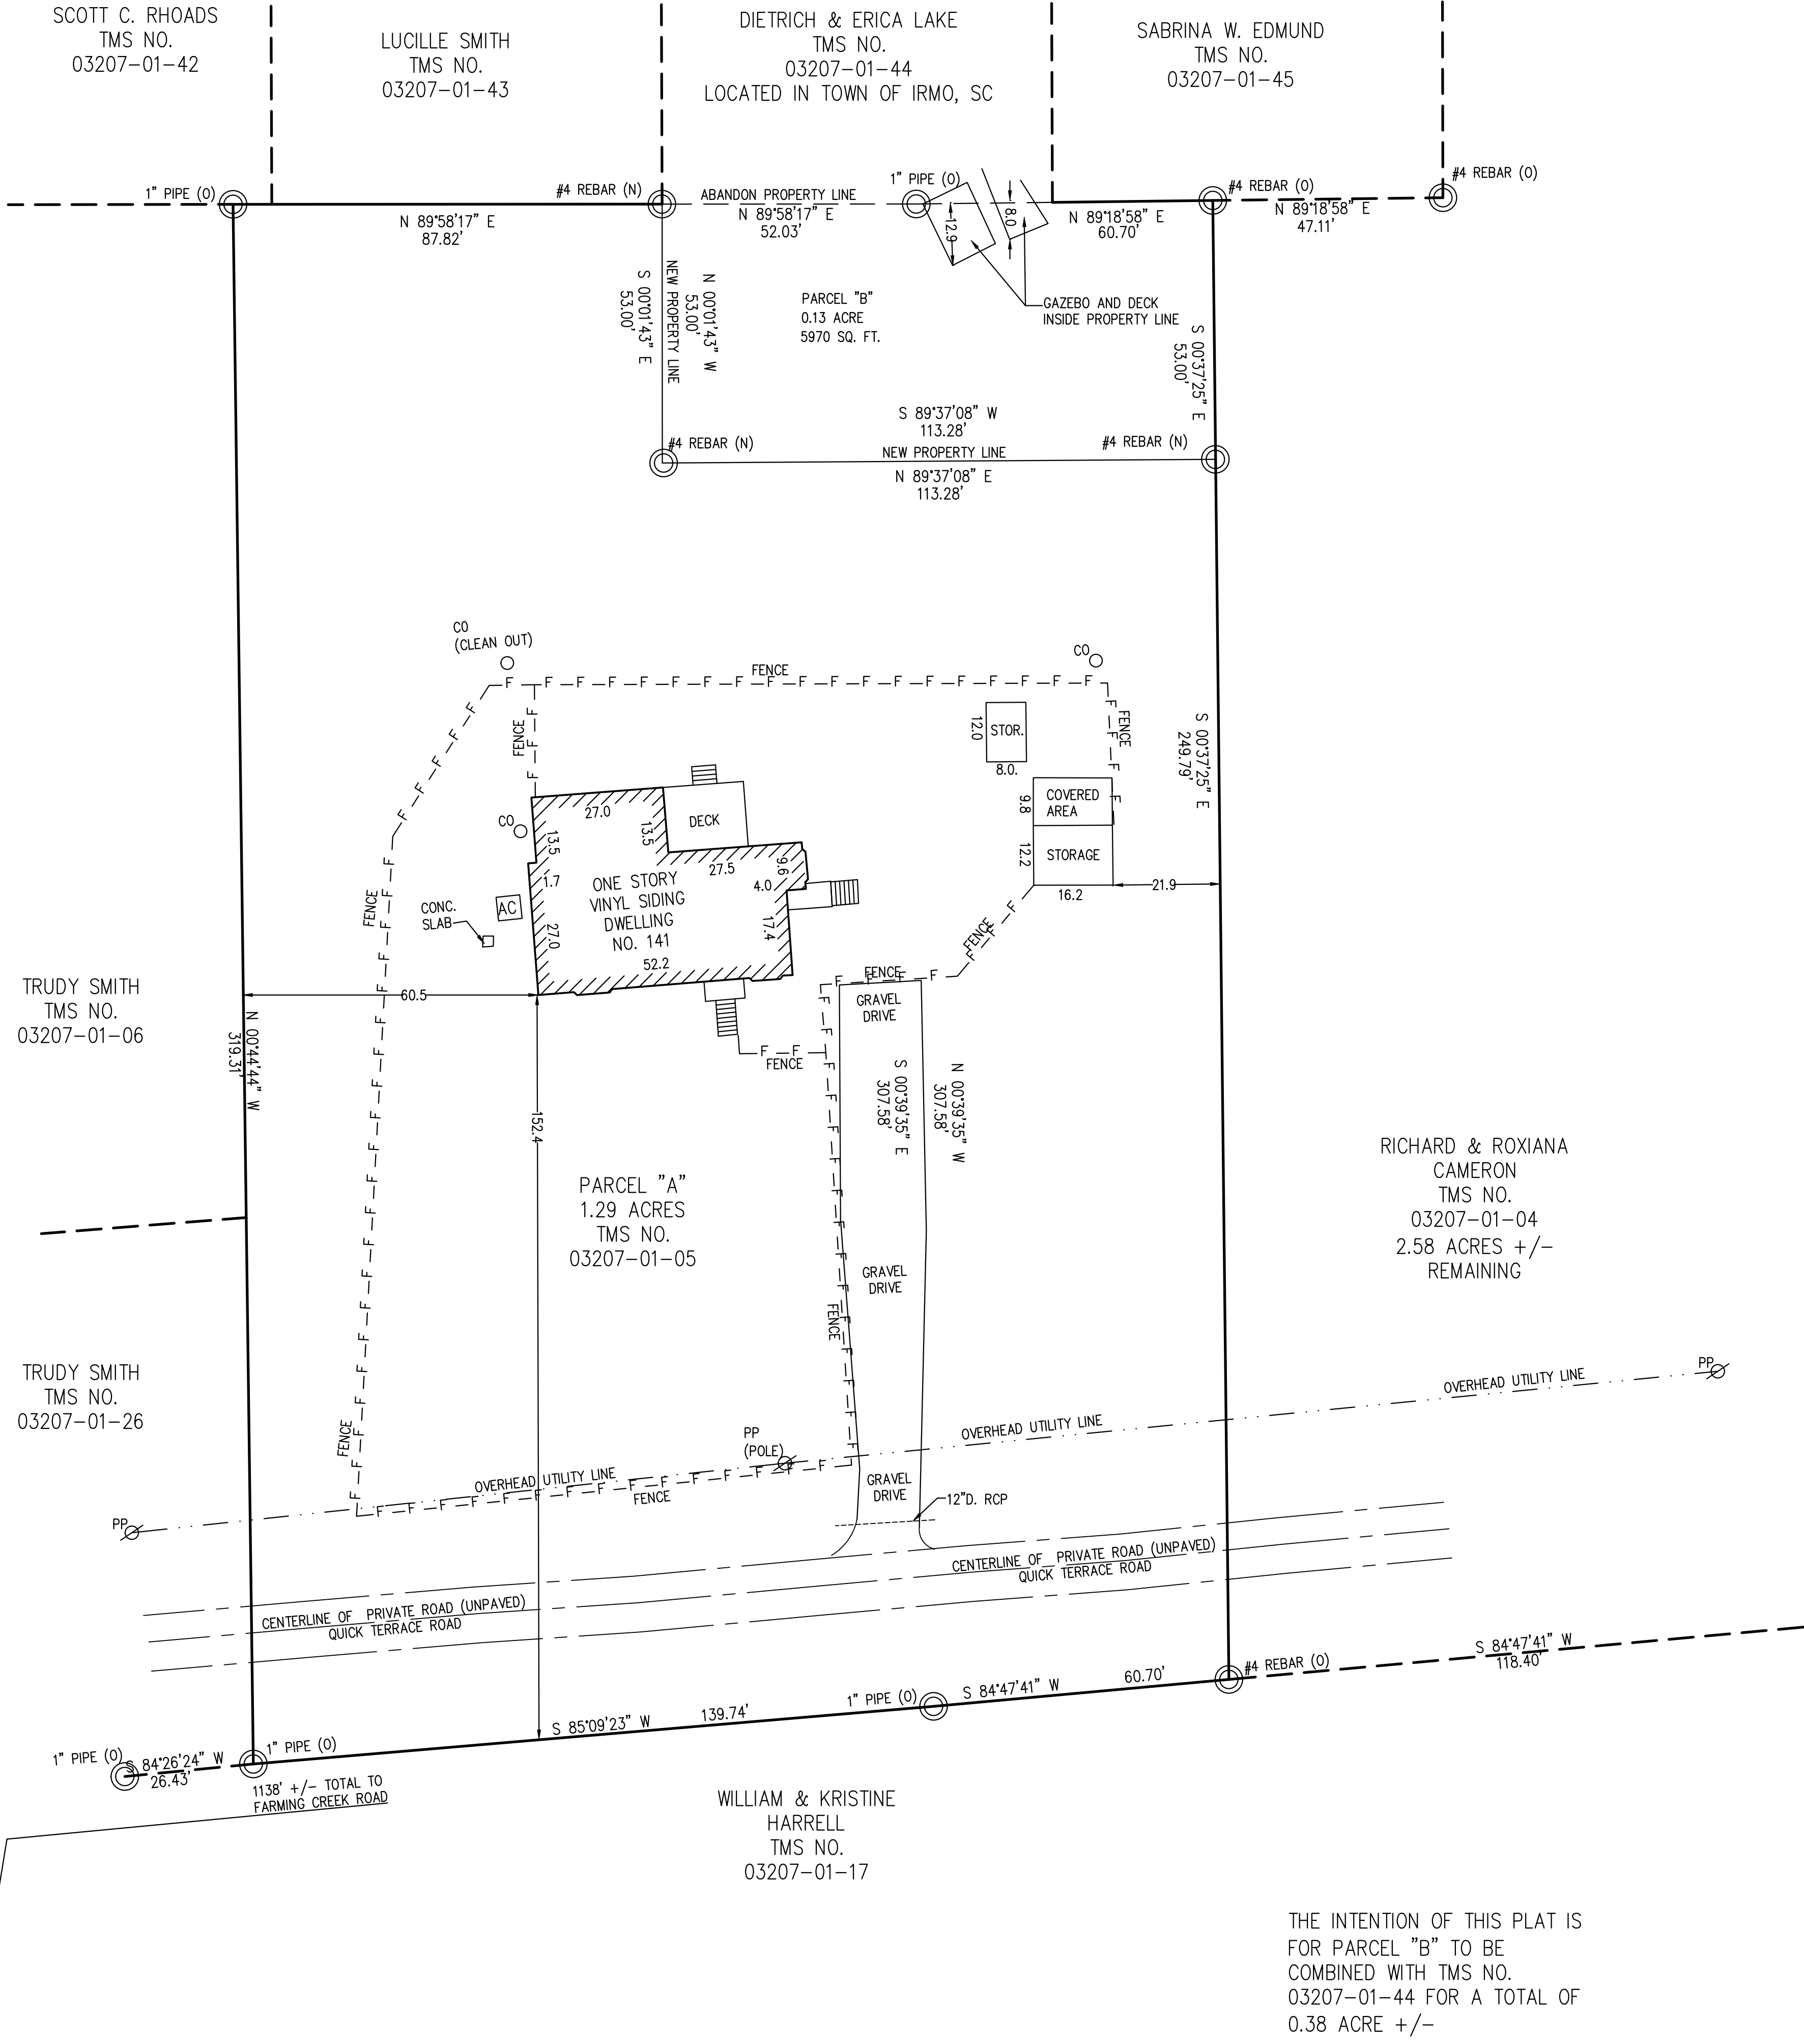 SCOTT C. RHOADS
TMS NO.
03207-01-42
LUCILLE SMITH
TMS NO.
03207-01-43
DIETRICH & ERICA LAKE
TMS NO.
03207-01-44
LOCATED IN TOWN OF IRMO, SC
SABRINA W. EDMUND
TMS NO.
03207-01-45
1" PIPE (O)
#4 REBAR (N)
ABANDON PROPERTY LINE
1" PIPE (O)
#4 REBAR (O)
#4 REBAR (O)
N 89°58'17" E
87.82'
N 89°58'17" E
52.03'
12.9
8.0
N 89°18'58" E
60.70'
N 89°18'58" E
47.11'
S 00°01'43" E
53.00'
NEW PROPERTY LINE
N 00°01'43" W
53.00'
PARCEL "B"
0.13 ACRE
5970 SQ. FT.
GAZEBO AND DECK
INSIDE PROPERTY LINE
S 00°37'25" E
53.00'
S 89°37'08" W
113.28'
#4 REBAR (N)
NEW PROPERTY LINE
#4 REBAR (N)
N 89°37'08" E
113.28'
CO
(CLEAN OUT)
CO
FENCE
F F F F F F F F F F F F F F F F F F F
FENCE
FENCE
12.0
STOR.
8.0.
S 00°37'25" E
249.79'
COVERED
AREA
9.8
12.2
STORAGE
16.2
21.9
CO
27.0
13.5
13.5
DECK
1.7
27.5
9.6
4.0
AC
ONE STORY
VINYL SIDING
DWELLING
NO. 141
27.0
17.4
52.2
CONC.
SLAB
FENCE
FENCE
FENCE
GRAVEL
DRIVE
F F
FENCE
60.5
TRUDY SMITH
TMS NO.
03207-01-06
N 00°44'44" W
319.31'
152.4
S 00°39'35" E
307.58'
N 00°39'35" W
307.58'
PARCEL "A"
1.29 ACRES
TMS NO.
03207-01-05
RICHARD & ROXIANA
CAMERON
TMS NO.
03207-01-04
2.58 ACRES +/-
REMAINING
GRAVEL
DRIVE
FENCE
TRUDY SMITH
TMS NO.
03207-01-26
FENCE
PP
OVERHEAD UTILITY LINE
OVERHEAD UTILITY LINE
PP
(POLE)
OVERHEAD UTILITY LINE
FENCE
PP
GRAVEL
DRIVE
12"D. RCP
CENTERLINE OF PRIVATE ROAD (UNPAVED)
QUICK TERRACE ROAD
CENTERLINE OF PRIVATE ROAD (UNPAVED)
QUICK TERRACE ROAD
S 84°47'41" W
118.40'
#4 REBAR (O)
S 84°47'41" W
60.70'
1" PIPE (O)
S 85°09'23" W
139.74'
1" PIPE (O)
1" PIPE (O)
S 84°26'24" W
26.43'
1138' +/- TOTAL TO
FARMING CREEK ROAD
WILLIAM & KRISTINE
HARRELL
TMS NO.
03207-01-17
THE INTENTION OF THIS PLAT IS
FOR PARCEL "B" TO BE
COMBINED WITH TMS NO.
03207-01-44 FOR A TOTAL OF
0.38 ACRE +/-